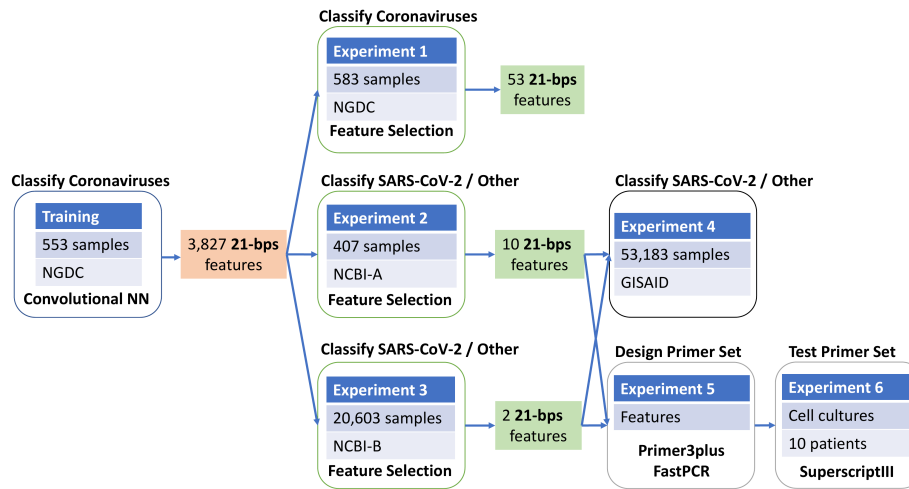 Classify Coronaviruses
Experiment 1
583 samples
NGDC
Feature Selection
53 21-bps
features
Classify Coronaviruses
Training
553 samples
NGDC
Convolutional NN
3,827 21-bps
features
Classify SARS-CoV-2 / Other
Experiment 2
407 samples
NCBI-A
Feature Selection
10 21-bps
features
Classify SARS-CoV-2 / Other
Experiment 4
53,183 samples
GISAID
Classify SARS-CoV-2 / Other
Experiment 3
20,603 samples
NCBI-B
Feature Selection
2 21-bps
features
Design Primer Set
Experiment 5
Features
Primer3plus
FastPCR
Test Primer Set
Experiment 6
Cell cultures
10 patients
SuperscriptIII